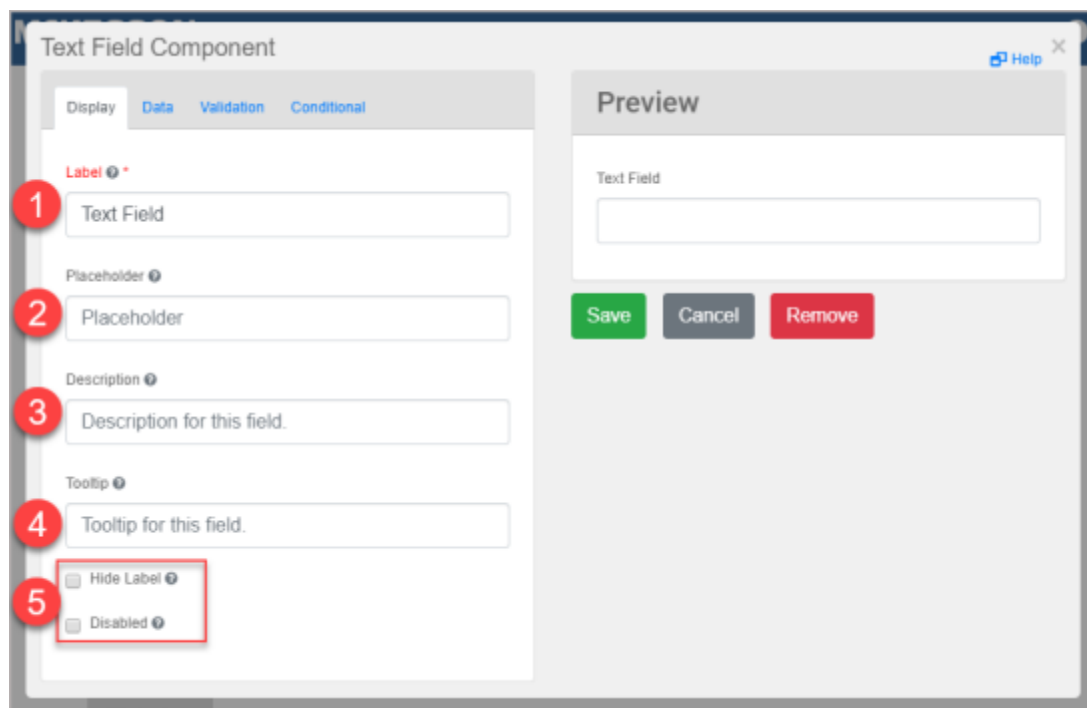 Text Field Component
Help ×
Display Data Validation Conditional
Label *
1
Text Field
Placeholder
2
Placeholder
Description
3
Description for this field.
Tooltip
4
Tooltip for this field.
5
Hide Label
Disabled
Preview
Text Field
Save Cancel Remove